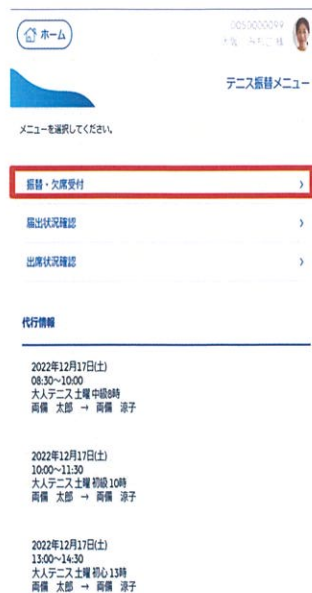 ホーム
0050000099
テニス振替メニュー
メニューを選択してください。
振替・欠席受付
届出状況確認
出席状況確認
代行情報
2022年12月17日(土)
08:30～10:00
大人テニス 土曜 中級8時
両備 太郎 → 両備 涼子
2022年12月17日(土)
10:00～11:30
大人テニス 土曜 初級 10時
両備 太郎 → 両備 涼子
2022年12月17日(土)
13:00～14:30
大人テニス 土曜 初心 13時
両備 太郎 → 両備 涼子